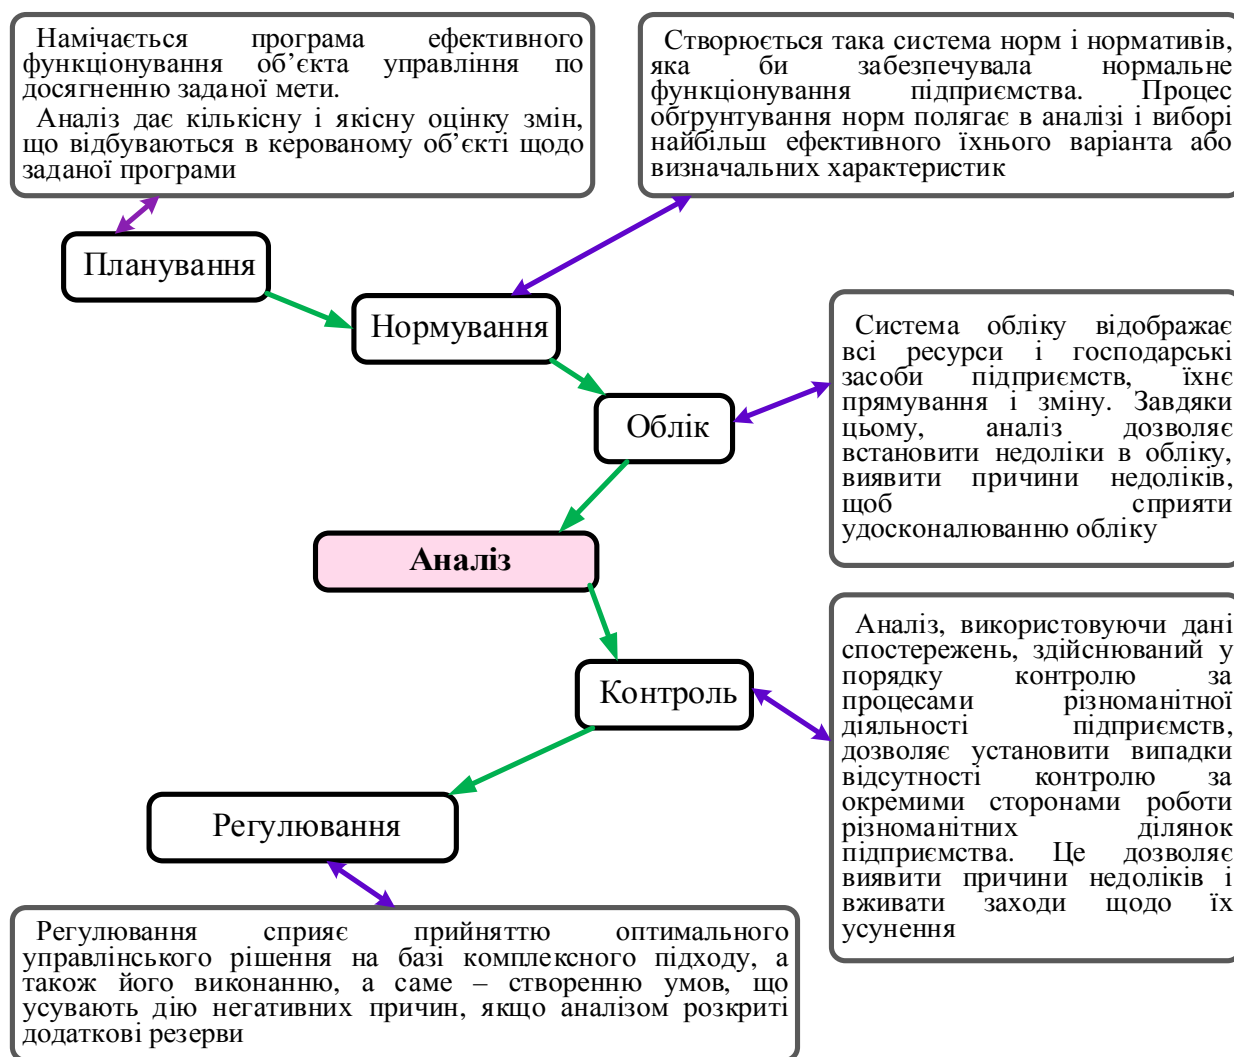 Намічається програма ефективного
функціонування об’єкта управління по
досягненню заданої мети.
Аналіз дає кількісну і якісну оцінку змін,
що відбуваються в керованому об’єкті щодо
заданої програми
Створюється така система норм і нормативів,
яка би забезпечувала нормальне
функціонування підприємства. Процес
обґрунтування норм полягає в аналізі і виборі
найбільш ефективного їхнього варіанта або
визначальних характеристик
Планування
Нормування
Система обліку відображає
всі ресурси і господарські
засоби підприємств, їхнє
прямування і зміну. Завдяки
цьому, аналіз дозволяє
встановити недоліки в обліку,
виявити причини недоліків,
щоб сприяти
удосконалюванню обліку
Облік
Аналіз
Контроль
Аналіз, використовуючи дані
спостережень, здійснюваний у
порядку контролю за
процесами різноманітної
діяльності підприємств,
дозволяє установити випадки
відсутності контролю за
окремими сторонами роботи
різноманітних ділянок
підприємства. Це дозволяє
виявити причини недоліків і
вживати заходи щодо їх
усунення
Регулювання
Регулювання сприяє прийняттю оптимального
управлінського рішення на базі комплексного підходу, а
також його виконанню, а саме – створенню умов, що
усувають дію негативних причин, якщо аналізом розкриті
додаткові резерви